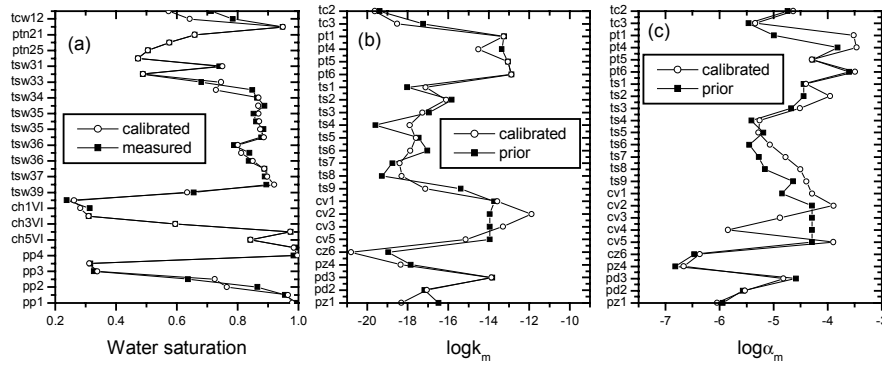 (a)
tcw12
ptn21
ptn25
tsw31
tsw33
tsw34
tsw35
tsw35
tsw36
tsw36
tsw37
tsw39
ch1VI
ch3VI
ch5VI
pp4
pp3
pp2
pp1
calibrated
measured
0.2 0.4 0.6 0.8 1.0
Water saturation
(b)
tc2
tc3
pt1
pt4
pt5
pt6
ts1
ts2
ts3
ts4
ts5
ts6
ts7
ts8
ts9
cv1
cv2
cv3
cv5
cz6
pz4
pd3
pd2
pz1
calibrated
prior
-20 -18 -16 -14 -12 -10 -9
logkm
(c)
tc2
tc3
pt1
pt4
pt5
pt6
ts1
ts2
ts3
ts4
ts5
ts6
ts7
ts8
ts9
cv1
cv2
cv3
cv4
cv5
cz6
pz4
pd3
pd2
pz1
calibrated
prior
-7 -6 -5 -4 -3
logαm